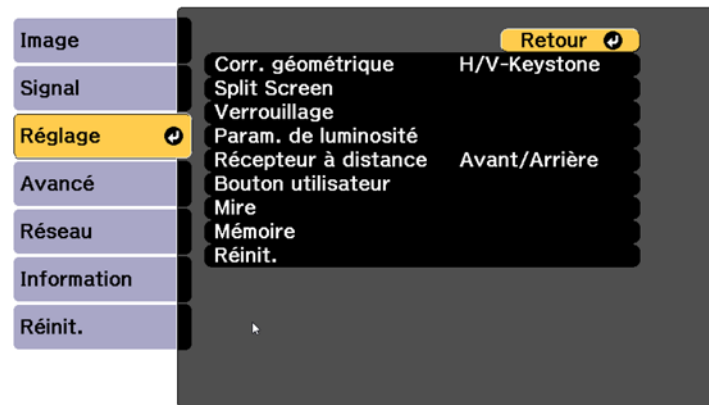 Image
Signal
Réglage
Avancé
Réseau
Information
Réinit.
Retour
Corr. géométrique H/V-Keystone
Split Screen
Verrouillage
Param. de luminosité
Récepteur à distance Avant/Arrière
Bouton utilisateur
Mire
Mémoire
Réinit.